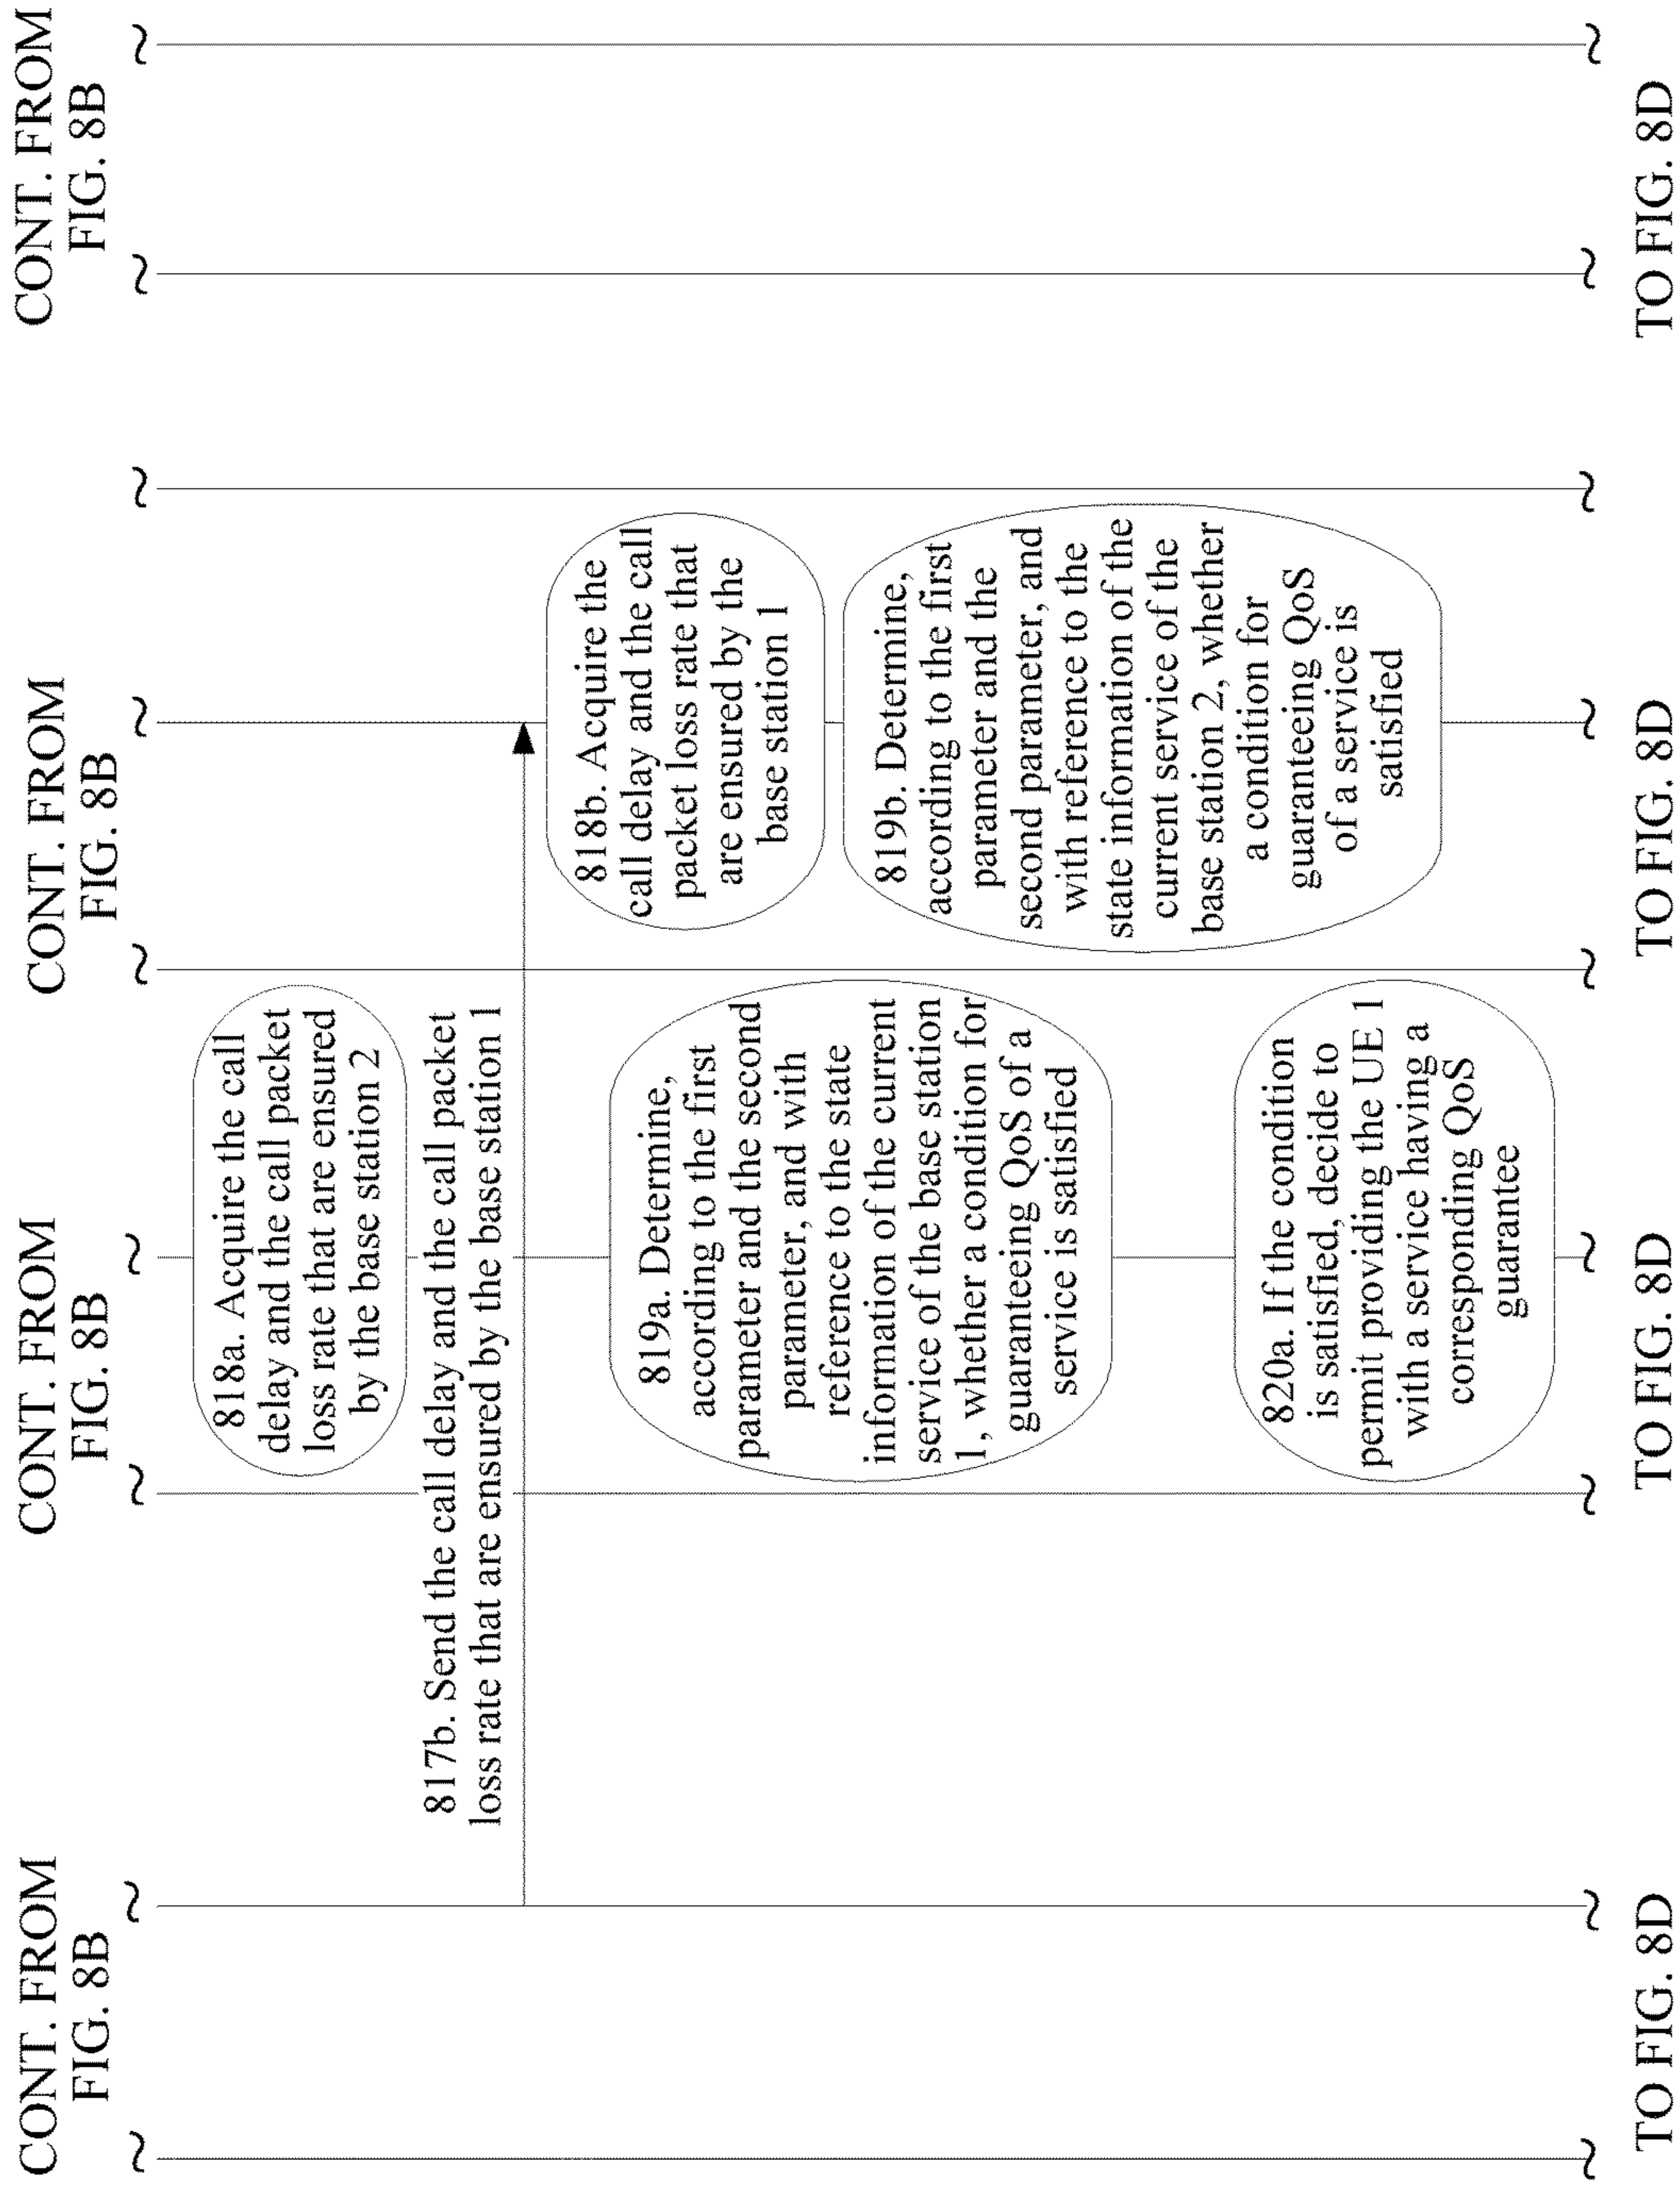 CONT. FROM
FIG. 8B
CONT. FROM
FIG. 8B
CONT. FROM
FIG. 8B
CONT. FROM
FIG. 8B
818a. Acquire the call
delay and the call packet
loss rate that are ensured
by the base station 2
817b. Send the call delay and the call packet
loss rate that are ensured by the base station 1
818b. Acquire the
call delay and the call
packet loss rate that
are ensured by the
base station 1
819a. Determine,
according to the first
parameter and the second
parameter, and with
reference to the state
information of the current
service of the base station
1, whether a condition for
guaranteeing QoS of a
service is satisfied
819b. Determine,
according to the first
parameter and the
second parameter, and
with reference to the
state information of the
current service of the
base station 2, whether
a condition for
guaranteeing QoS
of a service is
satisfied
820a. If the condition
is satisfied, decide to
permit providing the UE 1
with a service having a
corresponding QoS
guarantee
TO FIG. 8D
TO FIG. 8D
TO FIG. 8D
TO FIG. 8D